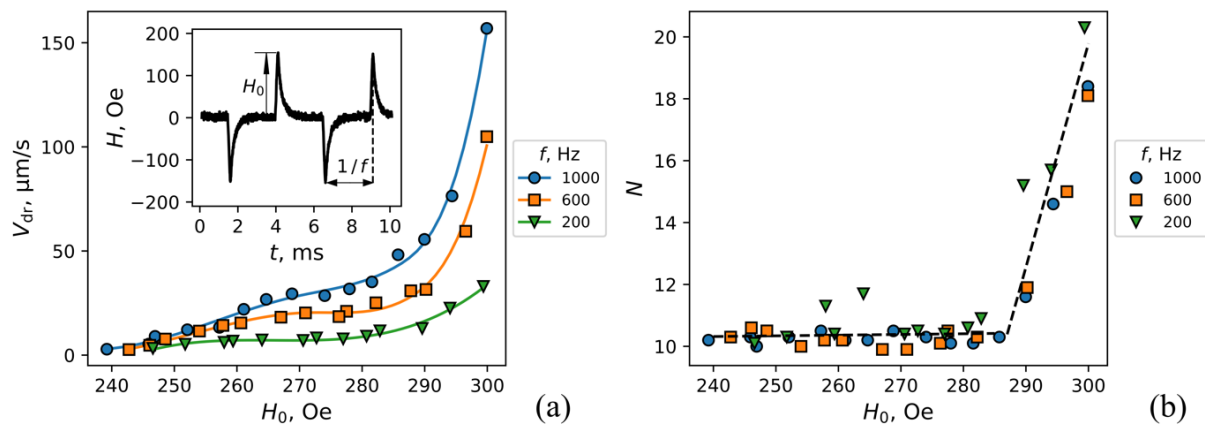 200
100
0
−100
−200
H, Oe
H₀
1/f
0 2 4 6 8 10
t, ms
150
100
50
0
V_dr, μm/s
240 250 260 270 280 290 300
H₀, Oe
f, Hz
1000
600
200
(a)
20
18
16
14
12
10
N
240 250 260 270 280 290 300
H₀, Oe
f, Hz
1000
600
200
(b)